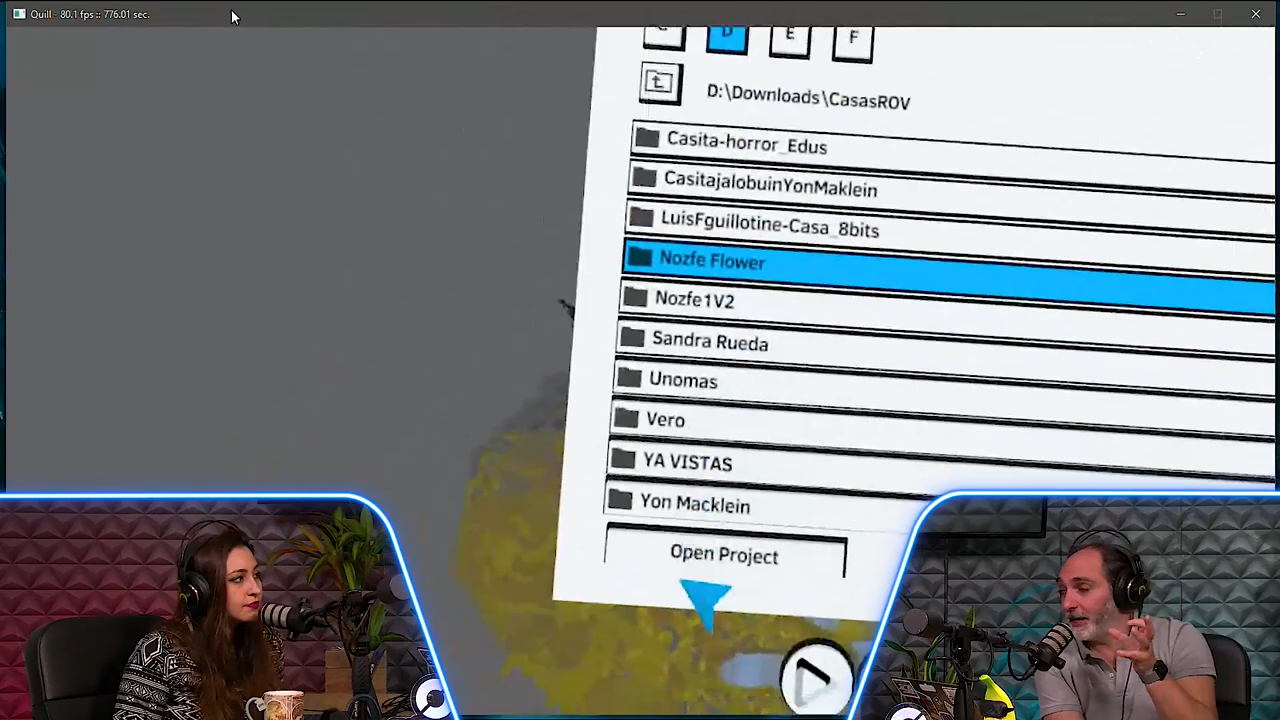 Quill - 80.1 fps :: 776.01 sec.
D E F
D:\Downloads\CasasROV
Casita-horror_Edus
CasitajalobuinYonMaklein
LuisFguillotine-Casa_8bits
Nozfe Flower
Nozfe1V2
Sandra Rueda
Unomas
Vero
YA VISTAS
Yon Macklein
Open Project